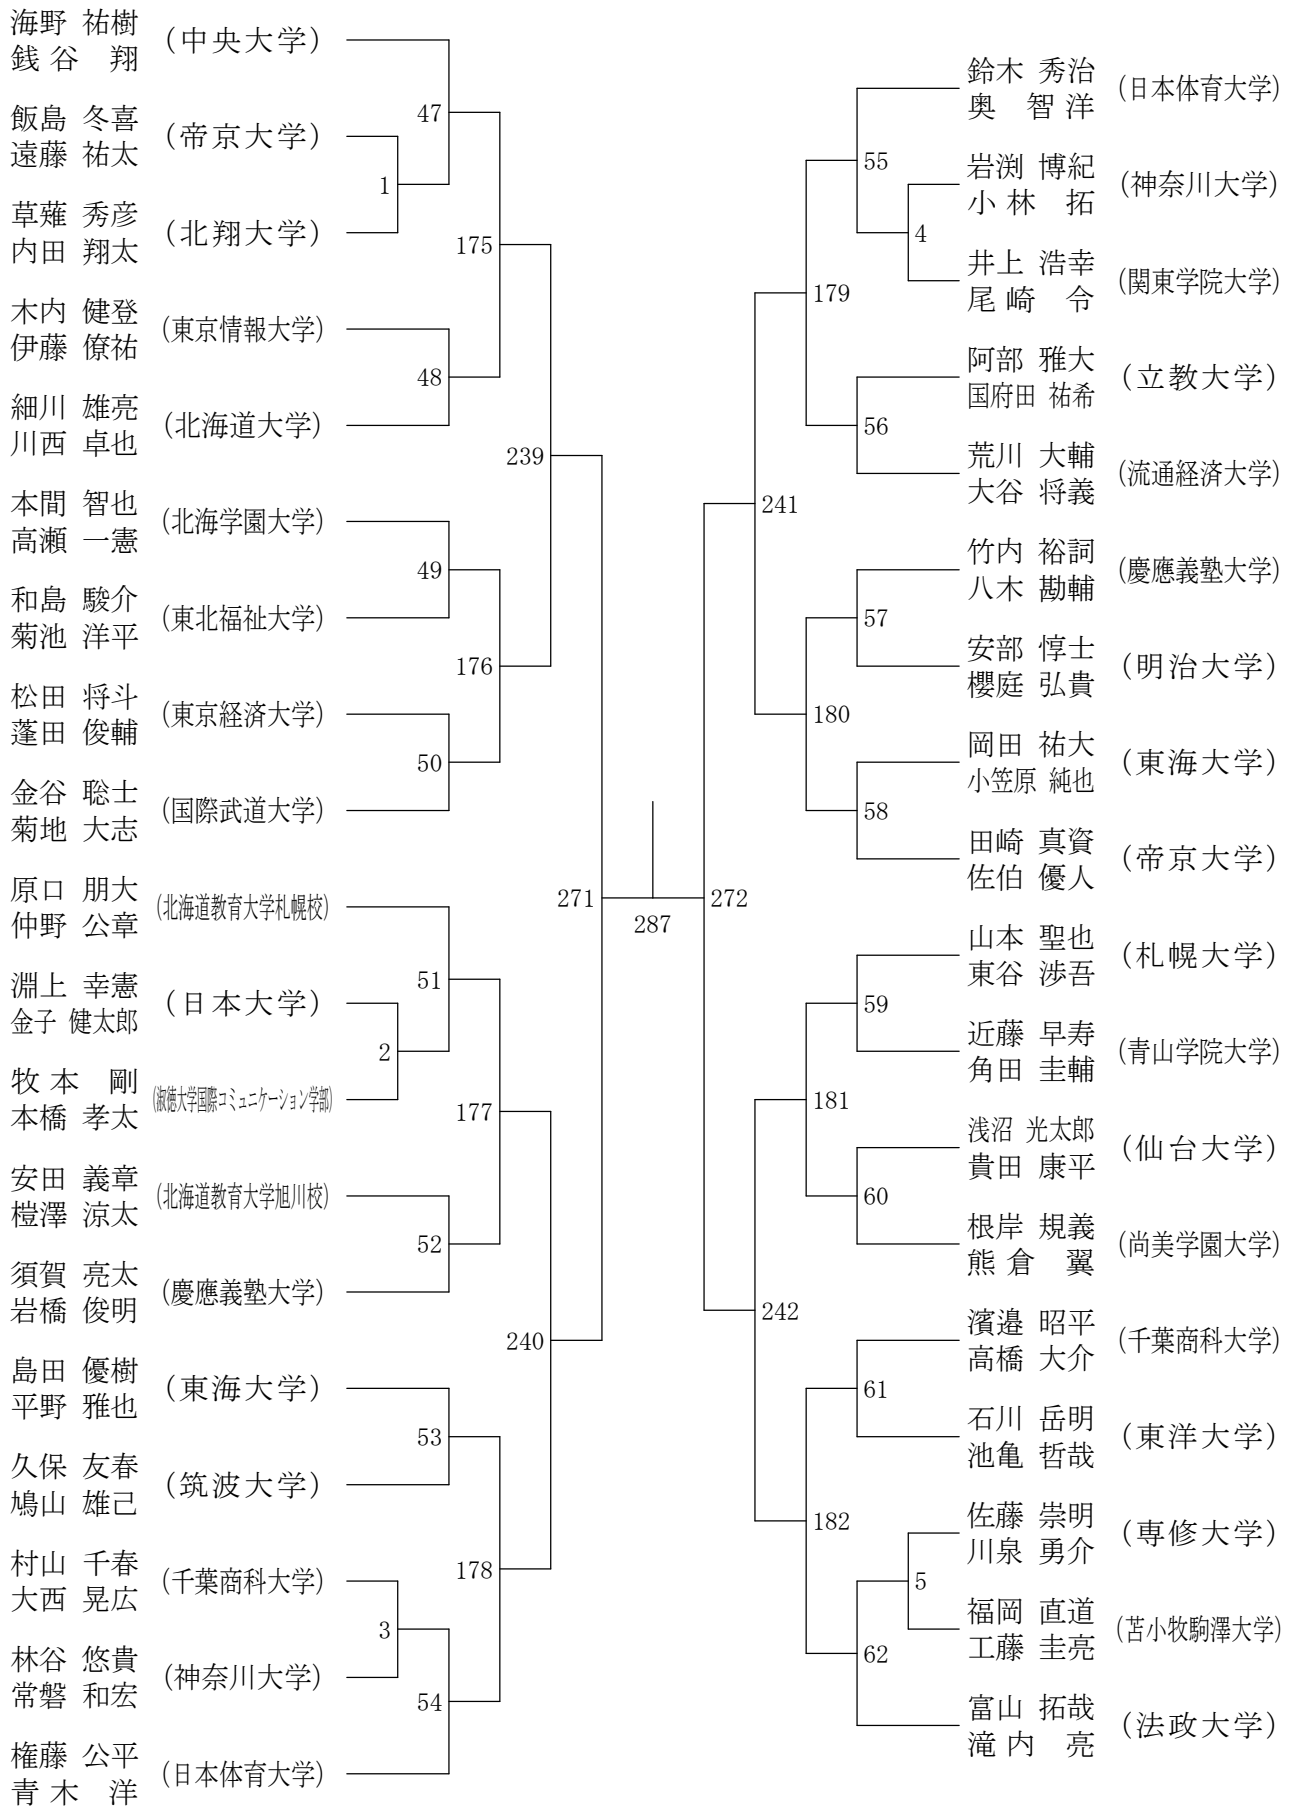 海野 祐樹
銭谷 翔
(中央大学)
飯島 冬喜
遠藤 祐太
(帝京大学)
草薙 秀彦
内田 翔太
(北翔大学)
木内 健登
伊藤 僚祐
(東京情報大学)
細川 雄亮
川西 卓也
(北海道大学)
本間 智也
高瀬 一憲
(北海学園大学)
和島 駿介
菊池 洋平
(東北福祉大学)
松田 将斗
蓬田 俊輔
(東京経済大学)
金谷 聡士
菊地 大志
(国際武道大学)
原口 朋大
仲野 公章
(北海道教育大学札幌校)
淵上 幸憲
金子 健太郎
(日本大学)
牧本 剛
本橋 孝太
(淑徳大学国際コミュニケーション学部)
安田 義章
榿澤 涼太
(北海道教育大学旭川校)
須賀 亮太
岩橋 俊明
(慶應義塾大学)
島田 優樹
平野 雅也
(東海大学)
久保 友春
鳩山 雄己
(筑波大学)
村山 千春
大西 晃広
(千葉商科大学)
林谷 悠貴
常磐 和宏
(神奈川大学)
権藤 公平
青木 洋
(日本体育大学)
1
2
3
47
48
49
50
51
52
53
54
175
176
177
178
239
240
271
287
272
241
242
179
180
181
182
55
56
57
58
59
60
61
62
4
5
鈴木 秀治
奥 智洋
(日本体育大学)
岩渕 博紀
小林 拓
(神奈川大学)
井上 浩幸
尾崎 令
(関東学院大学)
阿部 雅大
国府田 祐希
(立教大学)
荒川 大輔
大谷 将義
(流通経済大学)
竹内 裕詞
八木 勘輔
(慶應義塾大学)
安部 惇士
櫻庭 弘貴
(明治大学)
岡田 祐大
小笠原 純也
(東海大学)
田崎 真資
佐伯 優人
(帝京大学)
山本 聖也
東谷 渉吾
(札幌大学)
近藤 早寿
角田 圭輔
(青山学院大学)
浅沼 光太郎
貴田 康平
(仙台大学)
根岸 規義
熊倉 翼
(尚美学園大学)
濱邉 昭平
高橋 大介
(千葉商科大学)
石川 岳明
池亀 哲哉
(東洋大学)
佐藤 崇明
川泉 勇介
(専修大学)
福岡 直道
工藤 圭亮
(苫小牧駒澤大学)
富山 拓哉
滝内 亮
(法政大学)